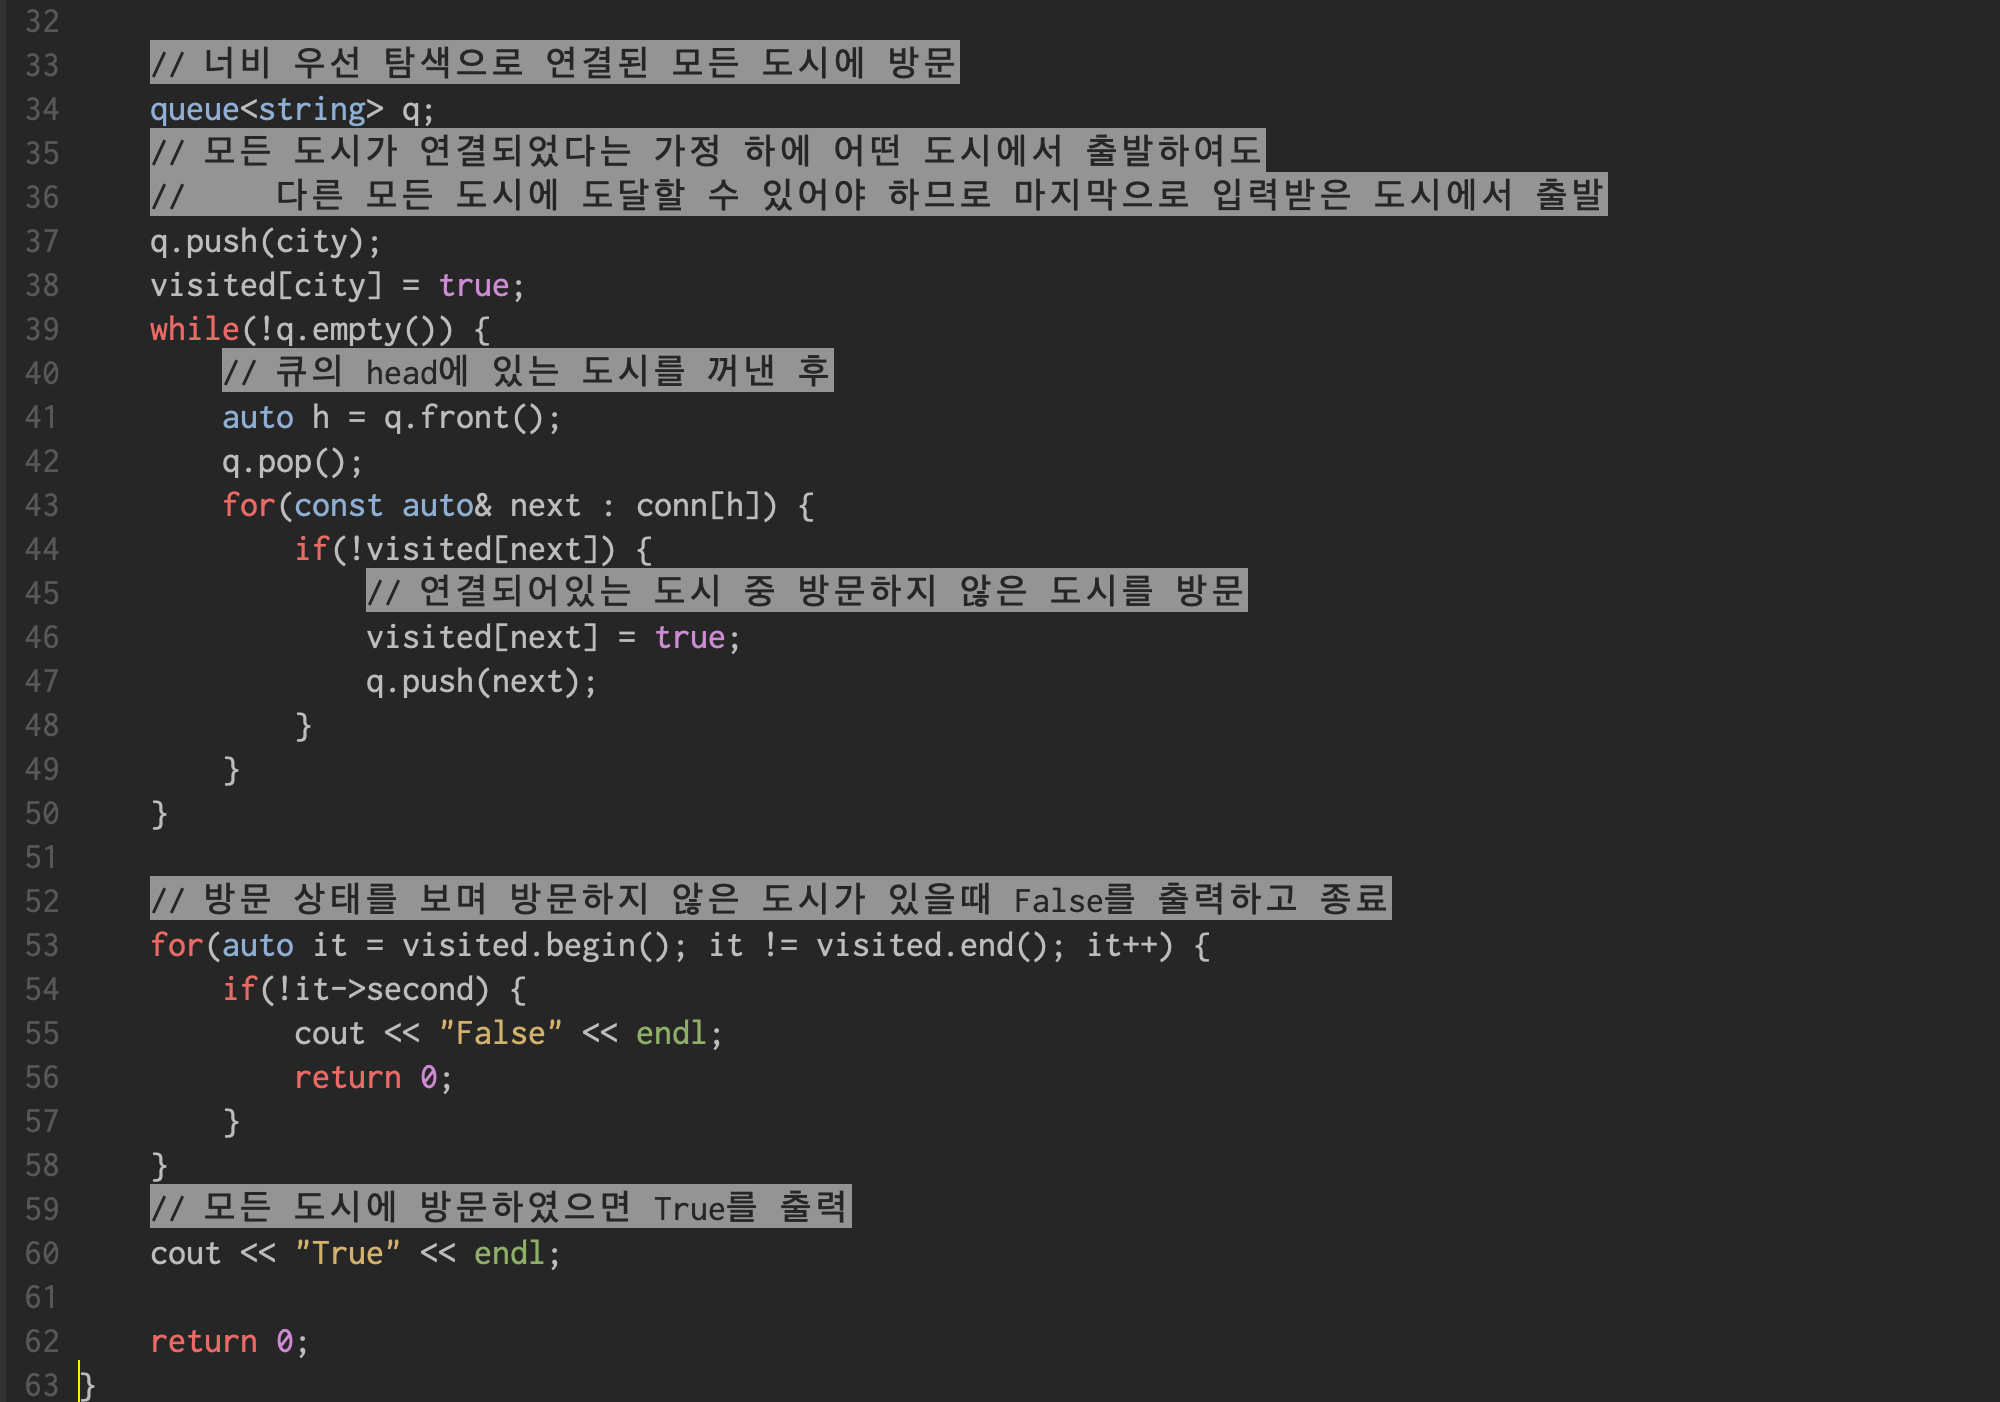 32
33     // 너비 우선 탐색으로 연결된 모든 도시에 방문
34     queue<string> q;
35     // 모든 도시가 연결되었다는 가정 하에 어떤 도시에서 출발하여도
36     //     다른 모든 도시에 도달할 수 있어야 하므로 마지막으로 입력받은 도시에서 출발
37     q.push(city);
38     visited[city] = true;
39     while(!q.empty()) {
40         // 큐의 head에 있는 도시를 꺼낸 후
41         auto h = q.front();
42         q.pop();
43         for(const auto& next : conn[h]) {
44             if(!visited[next]) {
45                 // 연결되어있는 도시 중 방문하지 않은 도시를 방문
46                 visited[next] = true;
47                 q.push(next);
48             }
49         }
50     }
51
52     // 방문 상태를 보며 방문하지 않은 도시가 있을때 False를 출력하고 종료
53     for(auto it = visited.begin(); it != visited.end(); it++) {
54         if(!it->second) {
55             cout << "False" << endl;
56             return 0;
57         }
58     }
59     // 모든 도시에 방문하였으면 True를 출력
60     cout << "True" << endl;
61
62     return 0;
63 }